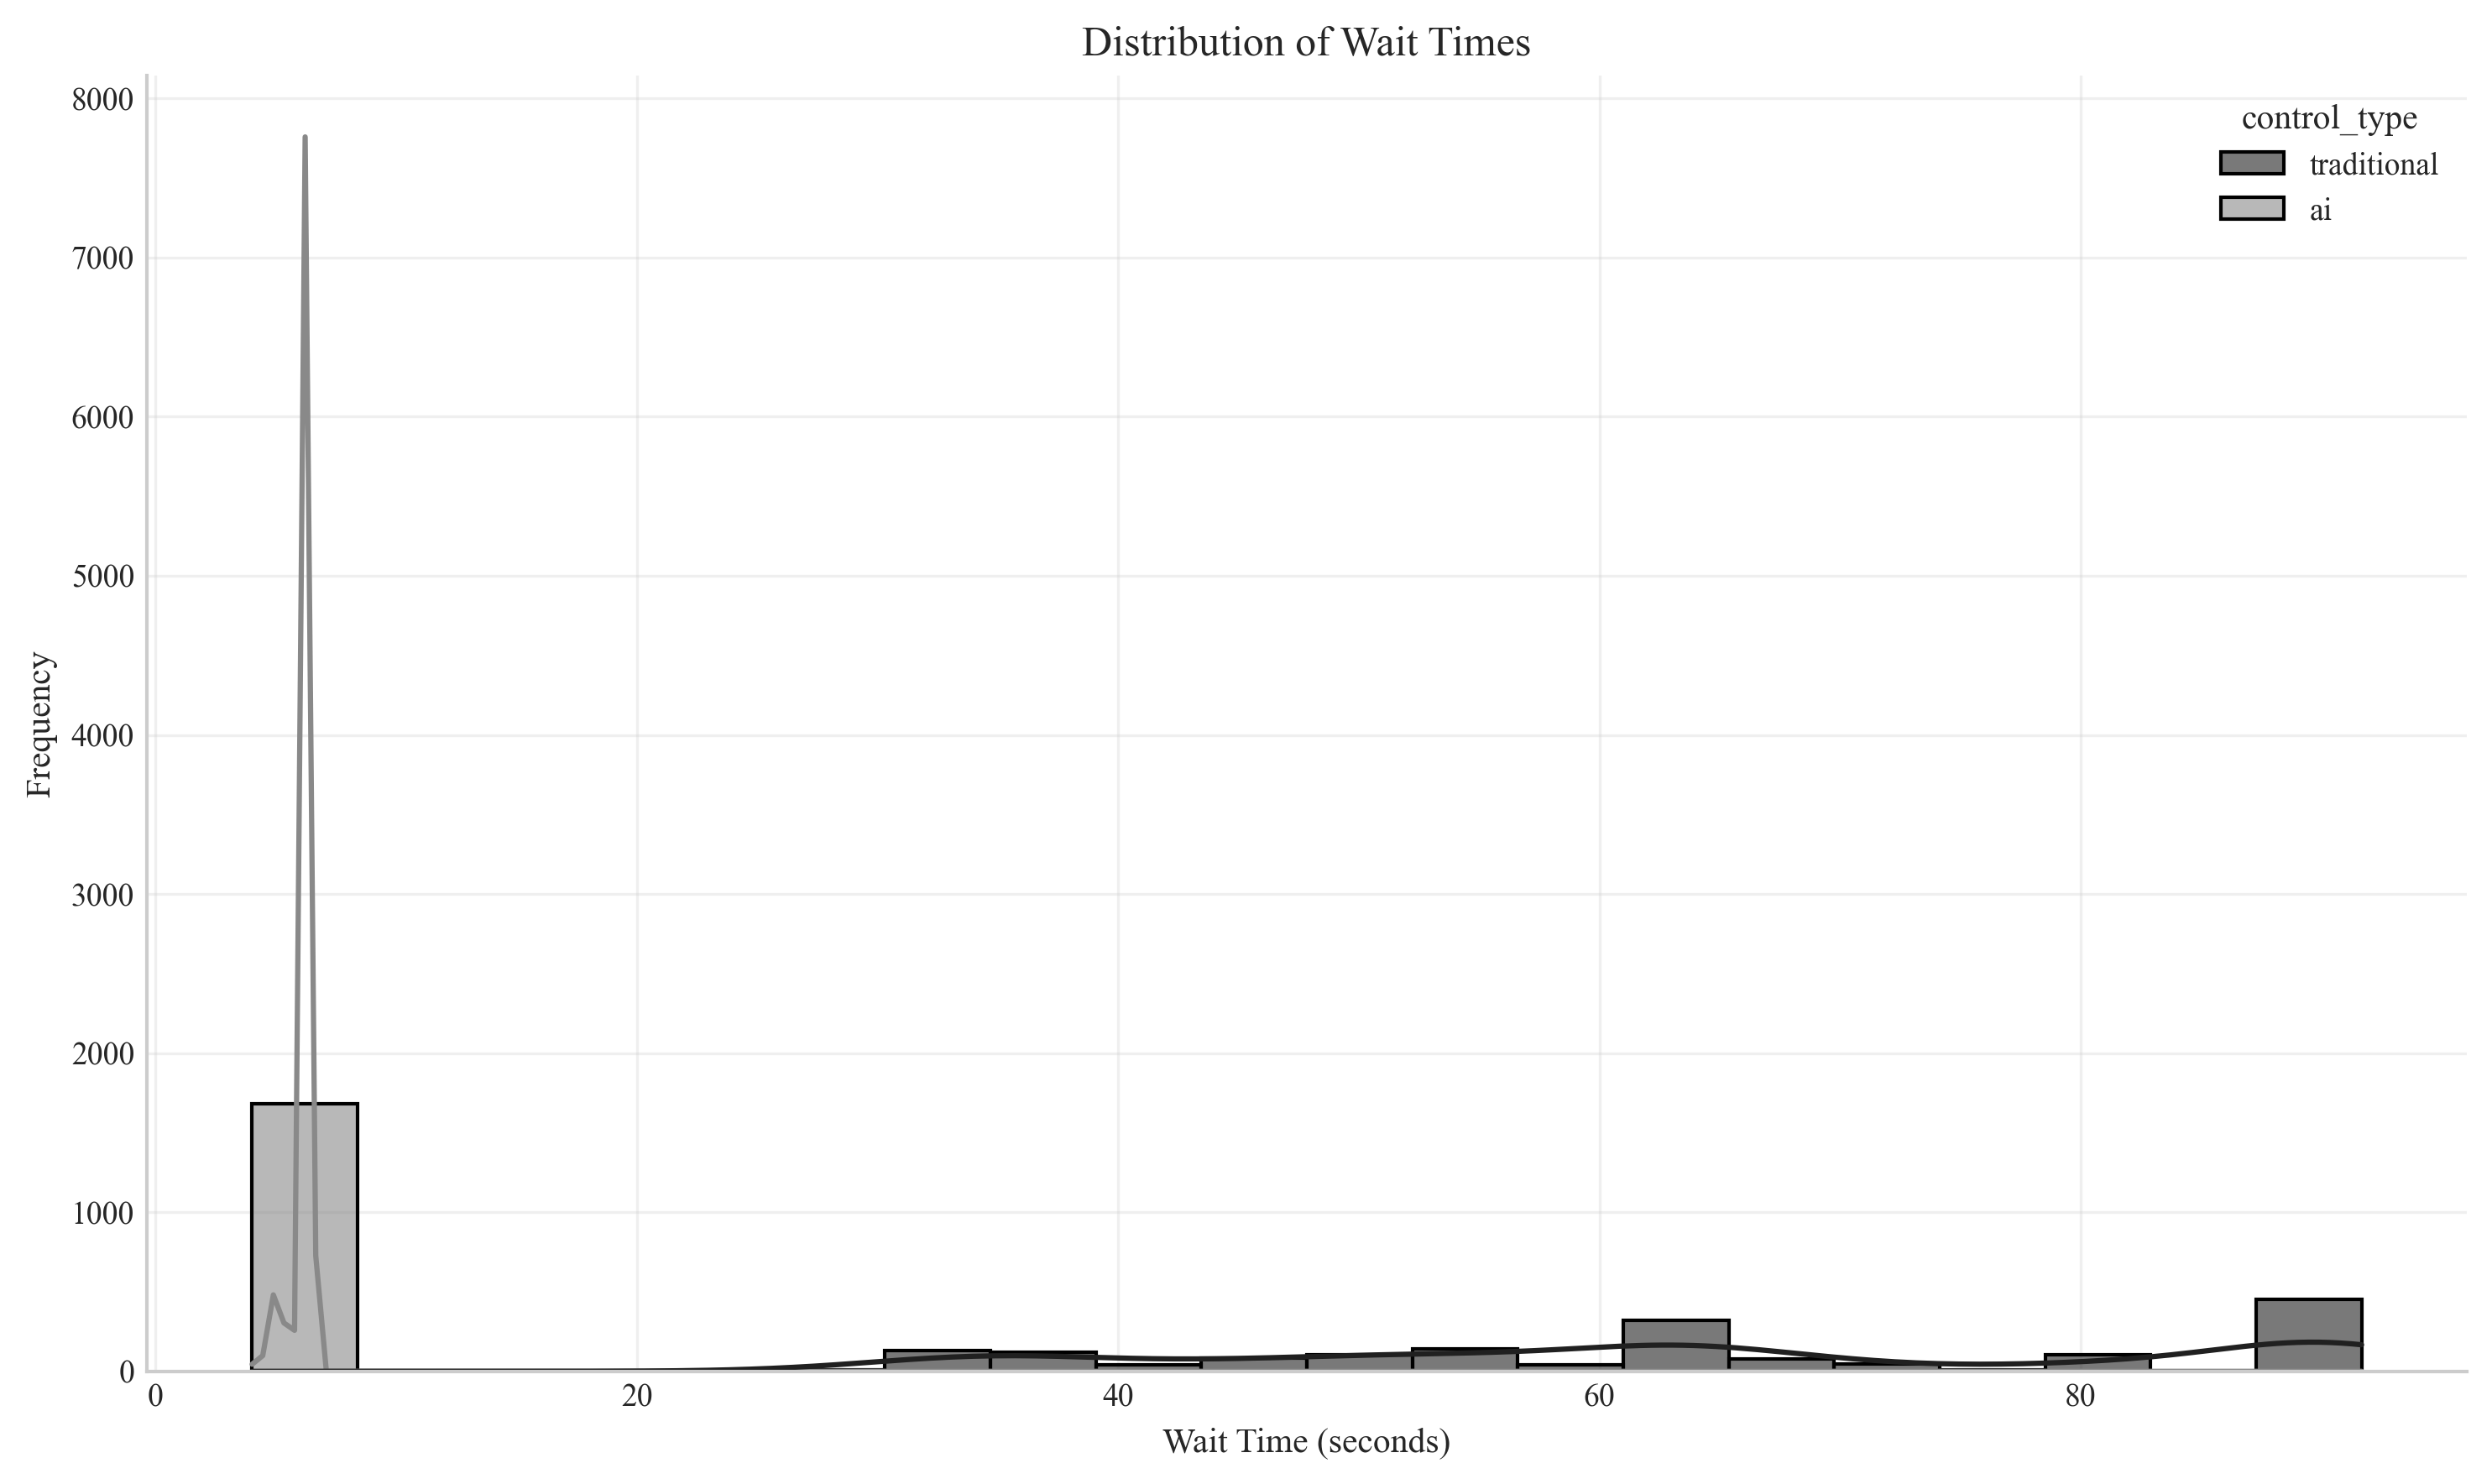 Distribution of Wait Times
control_type
traditional
ai
8000
7000
6000
5000
4000
3000
2000
1000
0
Frequency
0 20 40 60 80
Wait Time (seconds)